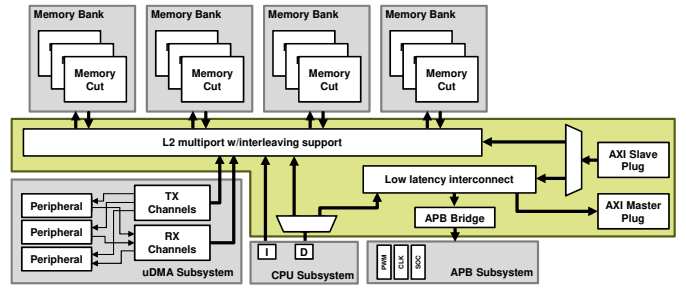 Memory Bank
Memory Bank
Memory Bank
Memory Bank
Memory
Cut
Memory
Cut
Memory
Cut
Memory
Cut
L2 multiport w/interleaving support
AXI Slave
Plug
Low latency interconnect
AXI Master
Plug
APB Bridge
TX
Channels
RX
Channels
Peripheral
Peripheral
Peripheral
uDMA Subsystem
I
D
CPU Subsystem
PWM
CLK
SOC
APB Subsystem